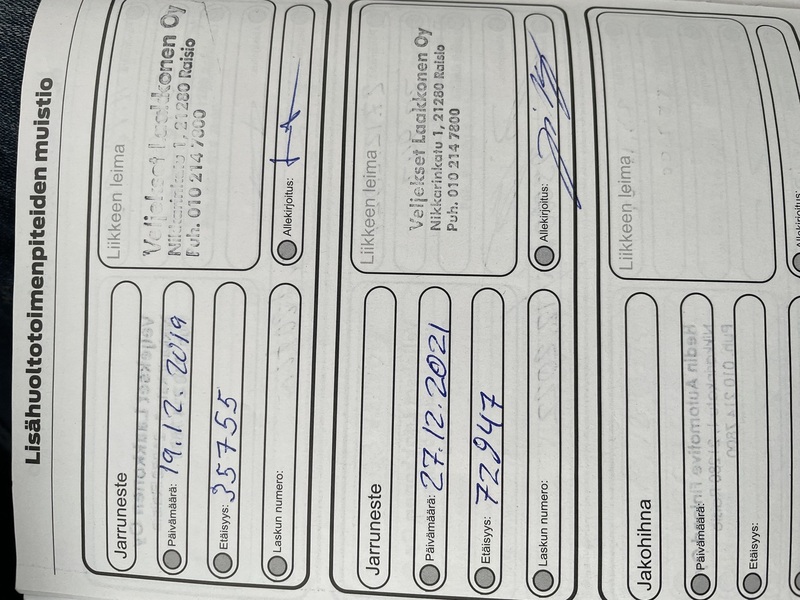 Lisähuoltotoimenpiteiden muistio
Jarruneste
Päivämäärä: 19.12.2019
Etäisyys: 35755
Laskun numero:
Liikkeen leima
Veljekset Laakkonen Oy
Nikkarinkatu 1, 21280 Raisio
Puh. 010 214 7800
Allekirjoitus:
Jarruneste
Päivämäärä: 27.12.2021
Etäisyys: 72947
Laskun numero:
Liikkeen leima
Veljekset Laakkonen Oy
Nikkarinkatu 1, 21280 Raisio
Puh. 010 214 7800
Allekirjoitus:
Jakohihna
Päivämäärä:
Etäisyys:
Liikkeen leima
Allekirjoitus: